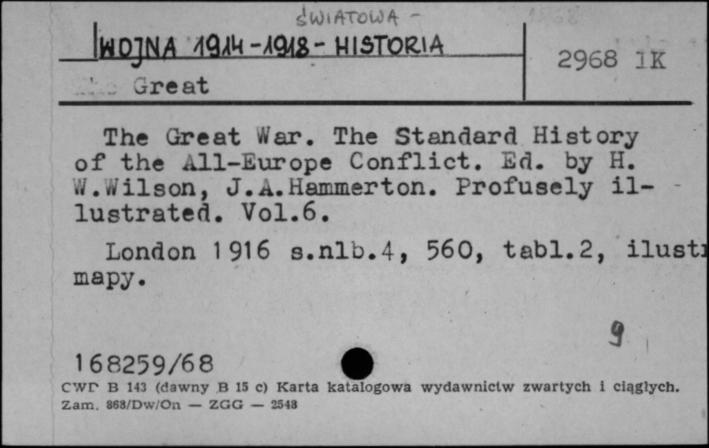 ŚWIATOWA -
WOJNA 1914-1918- HISTORIA
2968 IK
Great
The Great War. The Standard History
of the All-Europe Conflict. Ed. by H.
W.Wilson, J.A.Hammerton. Profusely il-
lustrated. Vol.6.
London 1916 s.nlb.4, 560, tabl.2, ilustr
mapy.
9
168259/68
CWD B 143 (dawny B 15 c) Karta katalogowa wydawnictw zwartych i ciągłych.
Zam. 868/Dw/On — ZGG — 2548